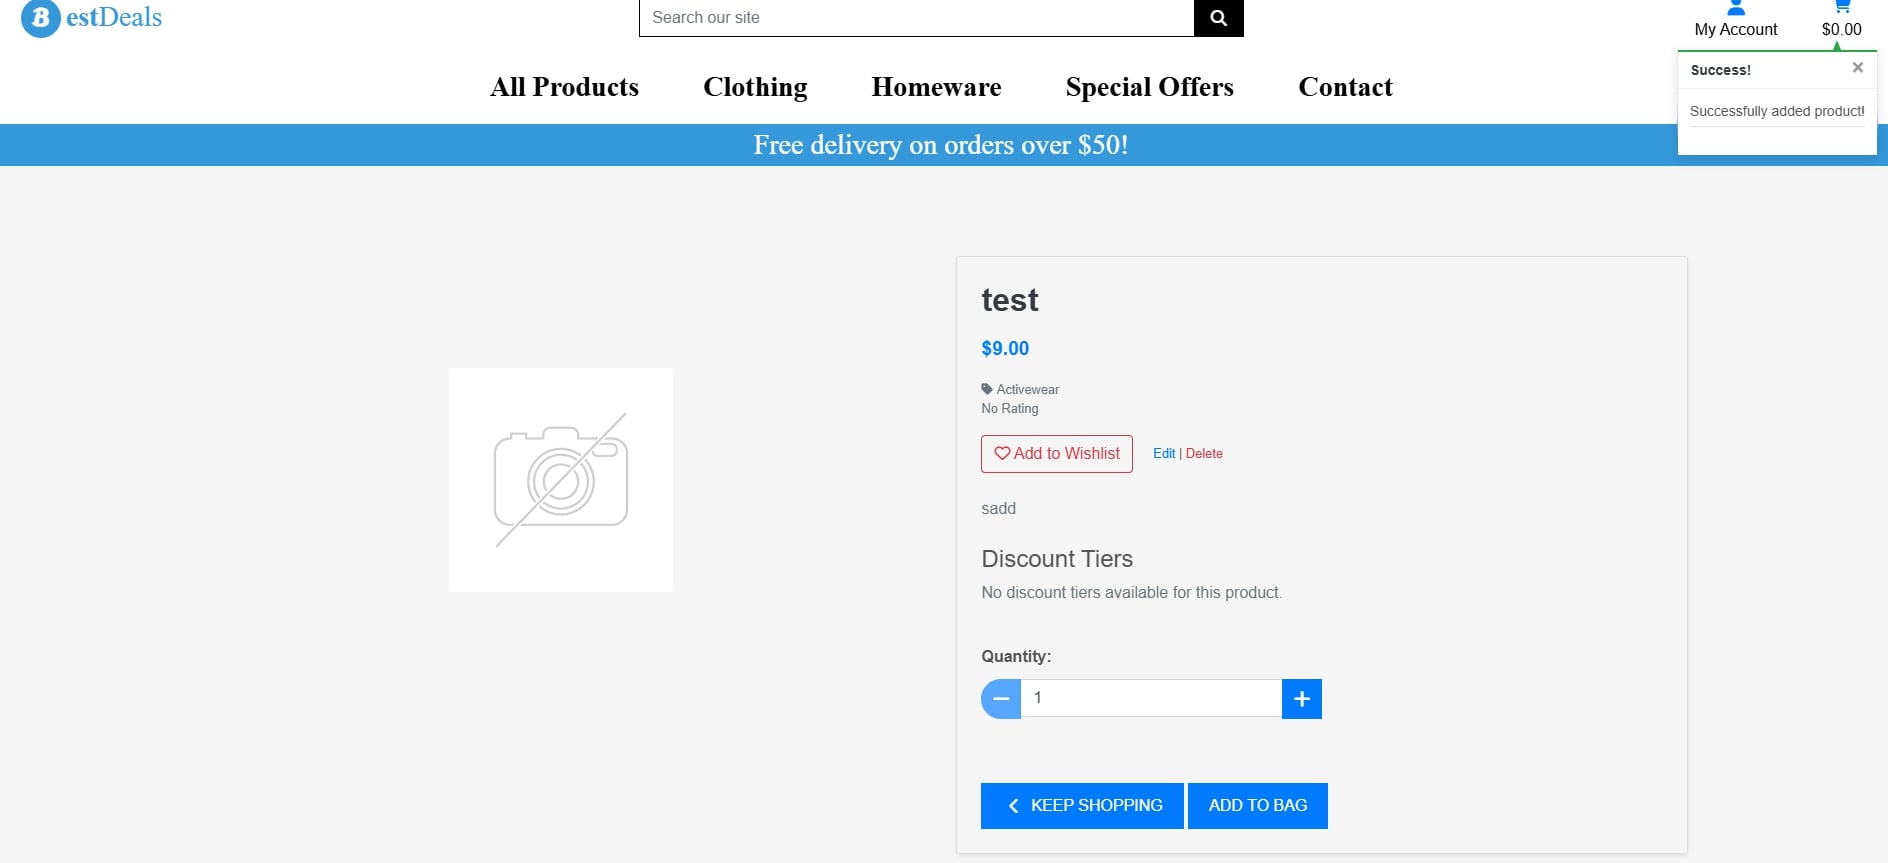 BestDeals
Search our site
My Account
$0.00
Success!
×
Successfully added product!
All Products
Clothing
Homeware
Special Offers
Contact
Free delivery on orders over $50!
test
$9.00
Activewear
No Rating
Add to Wishlist
Edit | Delete
sadd
Discount Tiers
No discount tiers available for this product.
Quantity:
1
KEEP SHOPPING
ADD TO BAG